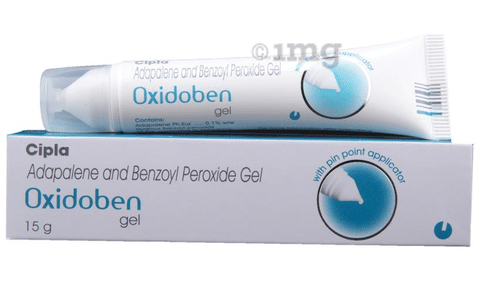 ©1mg
Cipla
Adapalene and Benzoyl Peroxide Gel
Oxidoben
gel
Contains:
Adapalene Ph.Eur. 0.1% w/w
pin point applicator
Cipla
Adapalene and Benzoyl Peroxide Gel
Oxidoben
gel
15 g
with pin point applicator